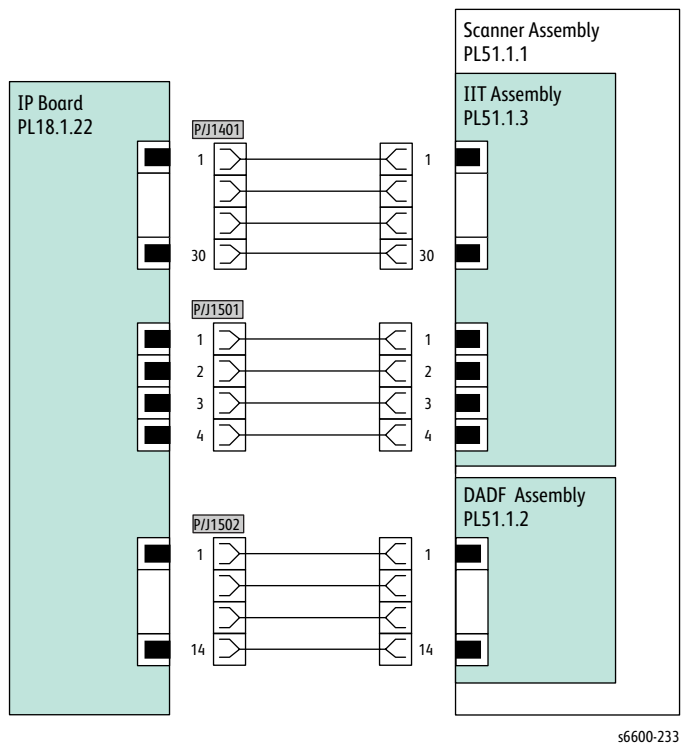 Scanner Assembly
PL51.1.1
IP Board
PL18.1.22
IIT Assembly
PL51.1.3
P/J1401
1 1
30 30
P/J1501
1 1
2 2
3 3
4 4
DADF Assembly
PL51.1.2
P/J1502
1 1
14 14
s6600-233